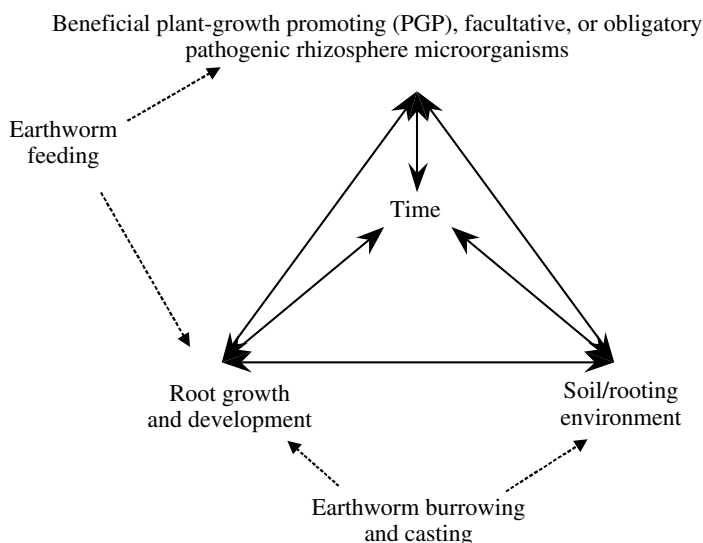 Beneficial plant-growth promoting (PGP), facultative, or obligatory
pathogenic rhizosphere microorganisms
Earthworm
feeding
Time
Root growth
and development
Soil/rooting
environment
Earthworm burrowing
and casting